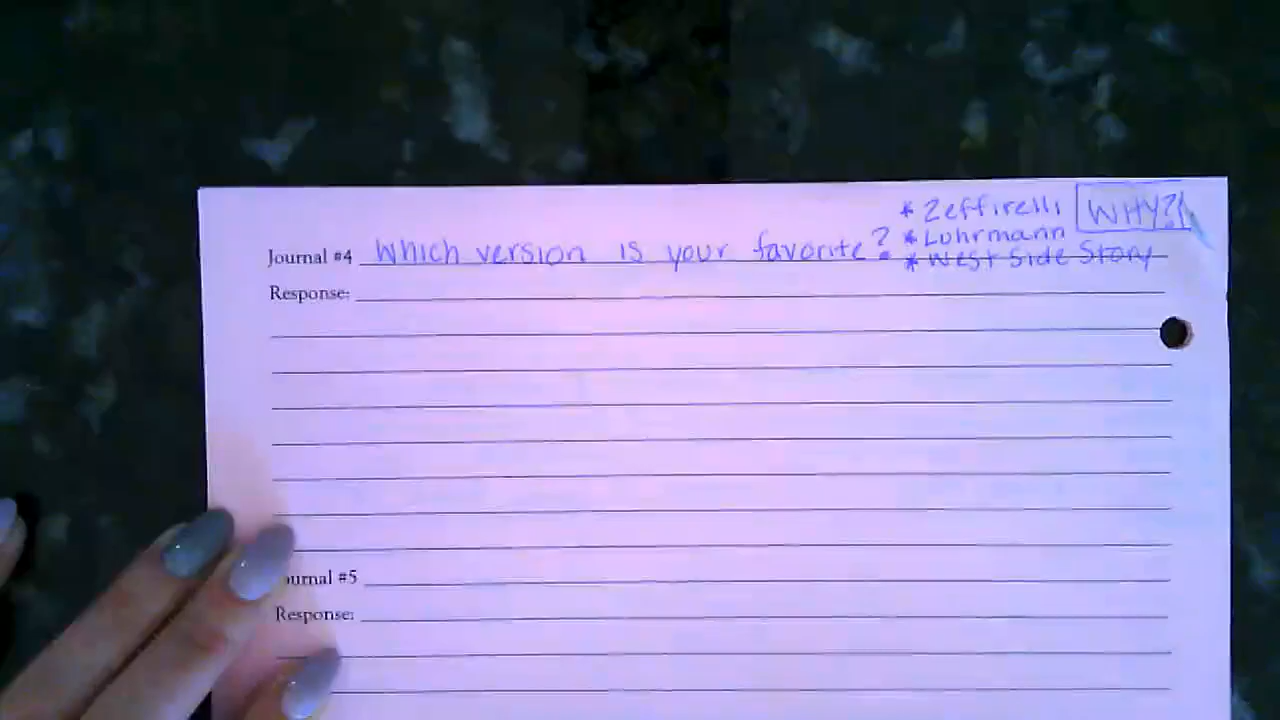 * Zeffirelli WHY?!
* Luhrmann
Journal #4 Which version is your favorite? * West Side Story
Response:
ournal #5
Response: